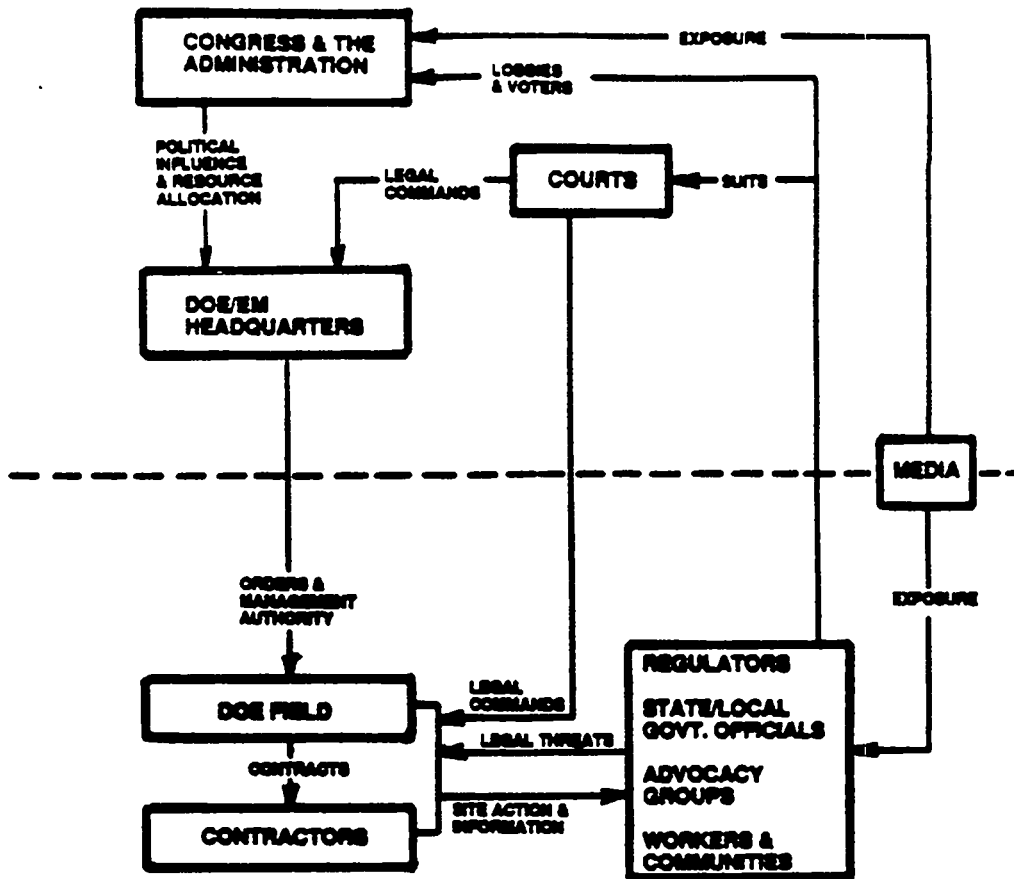 CONGRESS & THE
ADMINISTRATION
EXPOSURE
LOBBIES
& VOTERS
POLITICAL
INFLUENCE
& RESOURCE
ALLOCATION
LEGAL
COMMANDS
COURTS
SUITS
DOE/EM
HEADQUARTERS
MEDIA
ORDERS &
MANAGEMENT
AUTHORITY
EXPOSURE
REGULATORS
STATE/LOCAL
GOVT. OFFICIALS
ADVOCACY
GROUPS
WORKERS &
COMMUNITIES
DOE FIELD
LEGAL
COMMANDS
LEGAL THREATS
CONTRACTS
SITE ACTION &
INFORMATION
CONTRACTORS